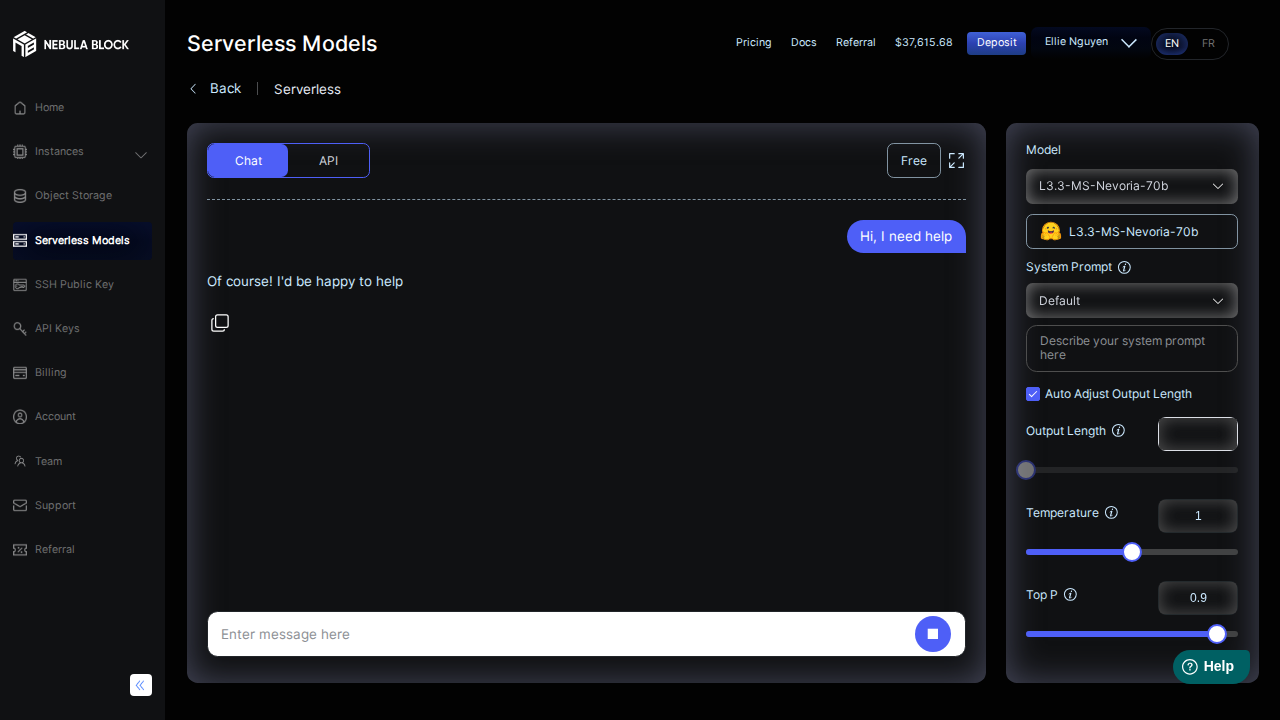 NEBULA BLOCK
Home
Instances
Object Storage
Serverless Models
SSH Public Key
API Keys
Billing
Account
Team
Support
Referral
Serverless Models
Pricing
Docs
Referral
$37,615.68
Deposit
Ellie Nguyen
EN
FR
Back
Serverless
Chat
API
Free
Hi, I need help
Of course! I'd be happy to help
Enter message here
Model
L3.3-MS-Nevoria-70b
L3.3-MS-Nevoria-70b
System Prompt
Default
Describe your system prompt
here
Auto Adjust Output Length
Output Length
Temperature
1
Top P
0.9
Help